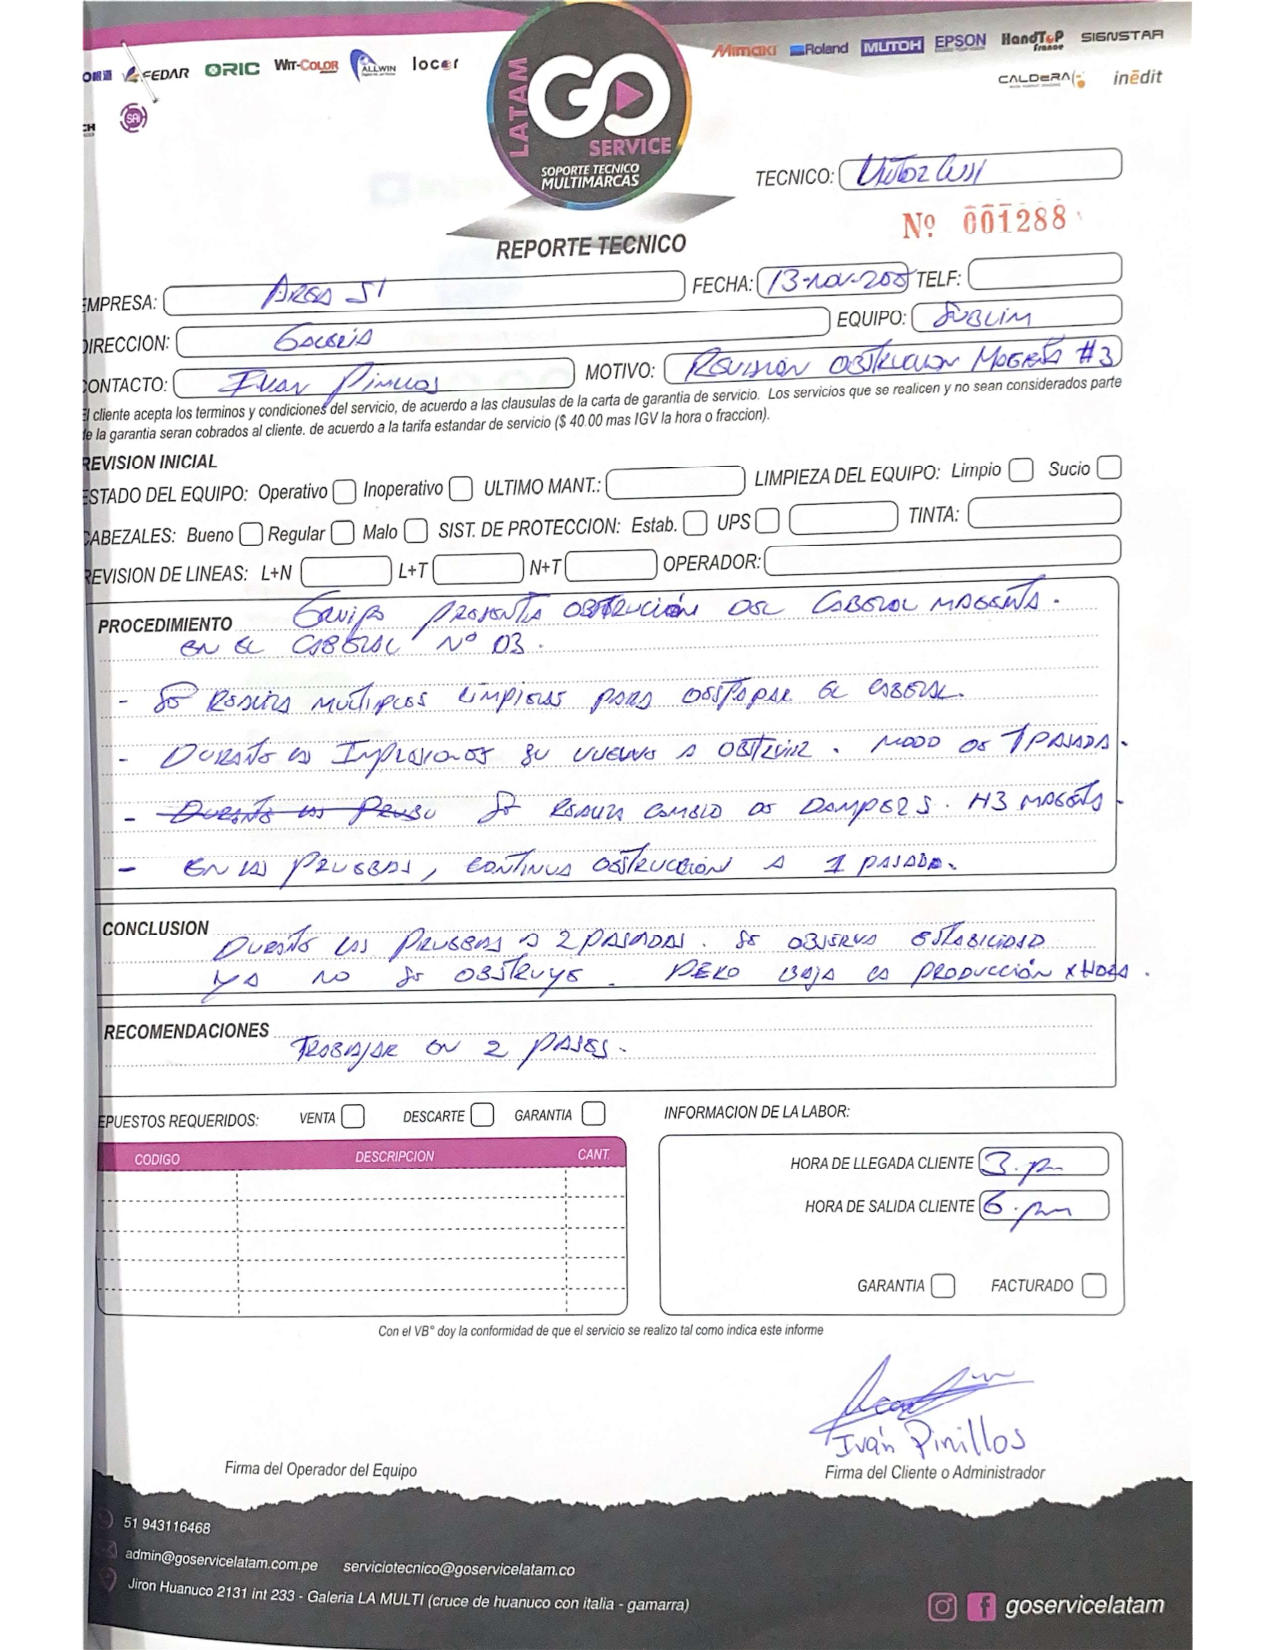 FEDAR ORIC WIT-COLOR ALLWIN locor
SAi
CH
LATAM
GO
SERVICE
SOPORTE TECNICO
MULTIMARCAS
Mimaki Roland MUTOH EPSON HandTop France SIGNSTAR
CALDERA inēdit
TECNICO: Victor
Nº 001288
REPORTE TECNICO
EMPRESA: AREA 51 FECHA: 13-Nov- TELF:
DIRECCION: EQUIPO: SUBLIM
CONTACTO: IVAN PINILLOS MOTIVO: REVISION OBSTRUCION MAGENTA #3
El cliente acepta los terminos y condiciones del servicio, de acuerdo a las clausulas de la carta de garantia de servicio. Los servicios que se realicen y no sean considerados parte
de la garantia seran cobrados al cliente. de acuerdo a la tarifa estandar de servicio ($ 40.00 mas IGV la hora o fraccion).
REVISION INICIAL
ESTADO DEL EQUIPO: Operativo Inoperativo ULTIMO MANT.: LIMPIEZA DEL EQUIPO: Limpio Sucio
CABEZALES: Bueno Regular Malo SIST. DE PROTECCION: Estab. UPS TINTA:
REVISION DE LINEAS: L+N L+T N+T OPERADOR:
PROCEDIMIENTO EQUIPO PRESENTA OBSTRUCIÓN DEL CABEZAL MAGENTA.
EN EL CABEZAL Nº 03.
- SE REALIZA MULTIPLES LIMPIEZAS PARA DESTAPAR EL CABEZAL.
- DURANTE LAS IMPRESIONES SU VUELVE A OBSTRUIR. MODO DE 1 PASADA.
- DURANTE LAS PRUEBA SE REALIZA CAMBIO DE DAMPERS. H3 MAGENTA.
- EN LAS PRUEBAS, CONTINUA OBSTRUCCIÓN A 1 PASADA.
CONCLUSION
DURANTE LAS PRUEBAS A 2 PASADAS. SE OBSERVA ESTABILIDAD
YA NO SE OBSTRUYE. PERO BAJA LA PRODUCCIÓN X HORA.
RECOMENDACIONES
TRABAJAR EN 2 PASES.
EPUESTOS REQUERIDOS: VENTA DESCARTE GARANTIA INFORMACION DE LA LABOR:
CODIGO DESCRIPCION CANT.
HORA DE LLEGADA CLIENTE 3. pm
HORA DE SALIDA CLIENTE 6. pm
GARANTIA FACTURADO
Con el VB° doy la conformidad de que el servicio se realizo tal como indica este informe
Iván Pinillos
Firma del Operador del Equipo Firma del Cliente o Administrador
51 943116468
admin@goservicelatam.com.pe serviciotecnico@goservicelatam.co
Jiron Huanuco 2131 int 233 - Galeria LA MULTI (cruce de huanuco con italia - gamarra)
goservicelatam